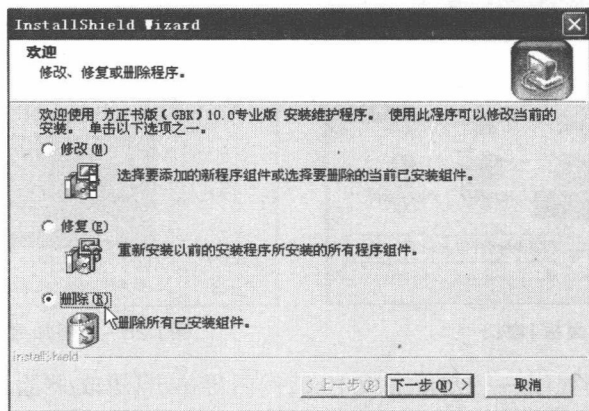 InstallShield Wizard
欢迎
修改、修复或删除程序。
欢迎使用 方正书版(GBK)10.0专业版 安装维护程序。 使用此程序可以修改当前的
安装。 单击以下选项之一。
修改(M)
选择要添加的新程序组件或选择要删除的当前已安装组件。
修复(E)
重新安装以前的安装程序所安装的所有程序组件。
删除(R)
删除所有已安装组件。
InstallShield
< 上一步(B) 下一步(N) > 取消